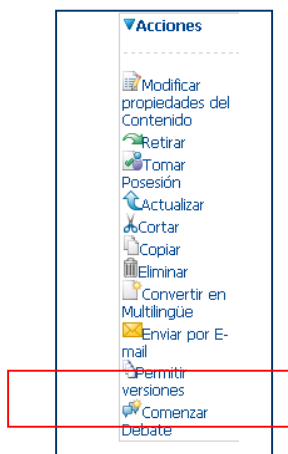 ▼Acciones
Modificar
propiedades del
Contenido
Retirar
Tomar
Posesión
Actualizar
Cortar
Copiar
Eliminar
Convertir en
Multilingüe
Enviar por E-
mail
Permitir
versiones
Comenzar
Debate